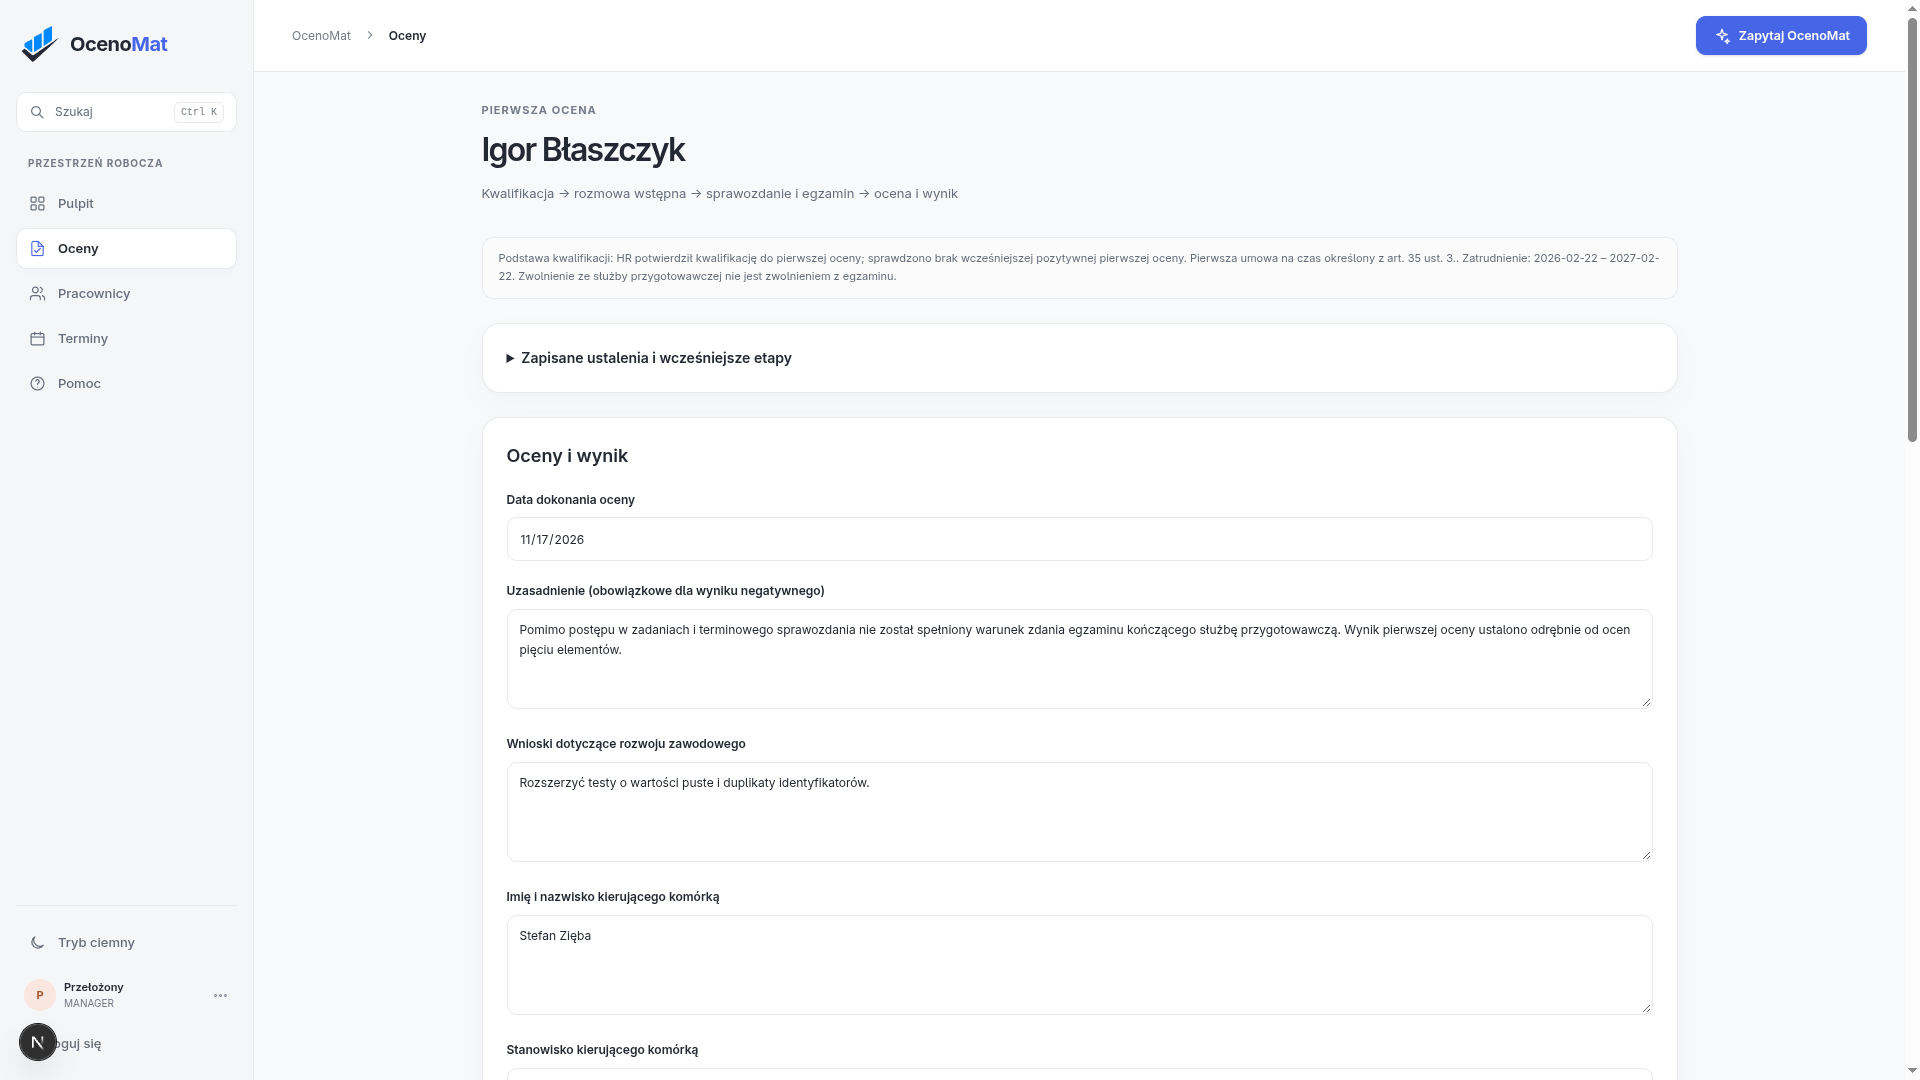 OcenoMat
Szukaj
Ctrl K
PRZESTRZEŃ ROBOCZA
Pulpit
Oceny
Pracownicy
Terminy
Pomoc
Tryb ciemny
P
Przełożony
MANAGER
N
oguj się
OcenoMat > Oceny
Zapytaj OcenoMat
PIERWSZA OCENA
Igor Błaszczyk
Kwalifikacja → rozmowa wstępna → sprawozdanie i egzamin → ocena i wynik
Podstawa kwalifikacji: HR potwierdził kwalifikację do pierwszej oceny; sprawdzono brak wcześniejszej pozytywnej pierwszej oceny. Pierwsza umowa na czas określony z art. 35 ust. 3.. Zatrudnienie: 2026-02-22 – 2027-02-
22. Zwolnienie ze służby przygotowawczej nie jest zwolnieniem z egzaminu.
Zapisane ustalenia i wcześniejsze etapy
Oceny i wynik
Data dokonania oceny
11/17/2026
Uzasadnienie (obowiązkowe dla wyniku negatywnego)
Pomimo postępu w zadaniach i terminowego sprawozdania nie został spełniony warunek zdania egzaminu kończącego służbę przygotowawczą. Wynik pierwszej oceny ustalono odrębnie od ocen
pięciu elementów.
Wnioski dotyczące rozwoju zawodowego
Rozszerzyć testy o wartości puste i duplikaty identyfikatorów.
Imię i nazwisko kierującego komórką
Stefan Zięba
Stanowisko kierującego komórką